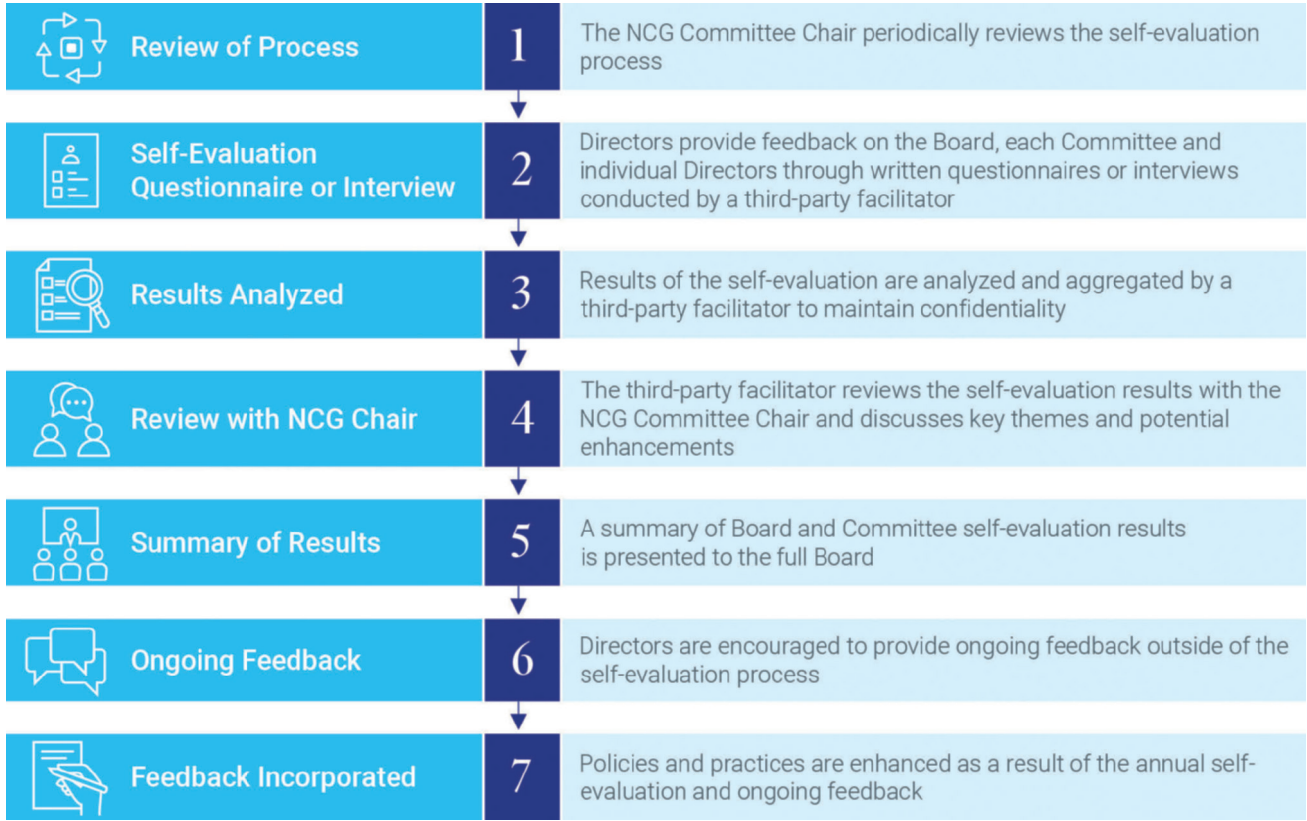 Review of Process
1
The NCG Committee Chair periodically reviews the self-evaluation
process
Self-Evaluation
Questionnaire or Interview
2
Directors provide feedback on the Board, each Committee and
individual Directors through written questionnaires or interviews
conducted by a third-party facilitator
Results Analyzed
3
Results of the self-evaluation are analyzed and aggregated by a
third-party facilitator to maintain confidentiality
Review with NCG Chair
4
The third-party facilitator reviews the self-evaluation results with the
NCG Committee Chair and discusses key themes and potential
enhancements
Summary of Results
5
A summary of Board and Committee self-evaluation results
is presented to the full Board
Ongoing Feedback
6
Directors are encouraged to provide ongoing feedback outside of the
self-evaluation process
Feedback Incorporated
7
Policies and practices are enhanced as a result of the annual self-
evaluation and ongoing feedback